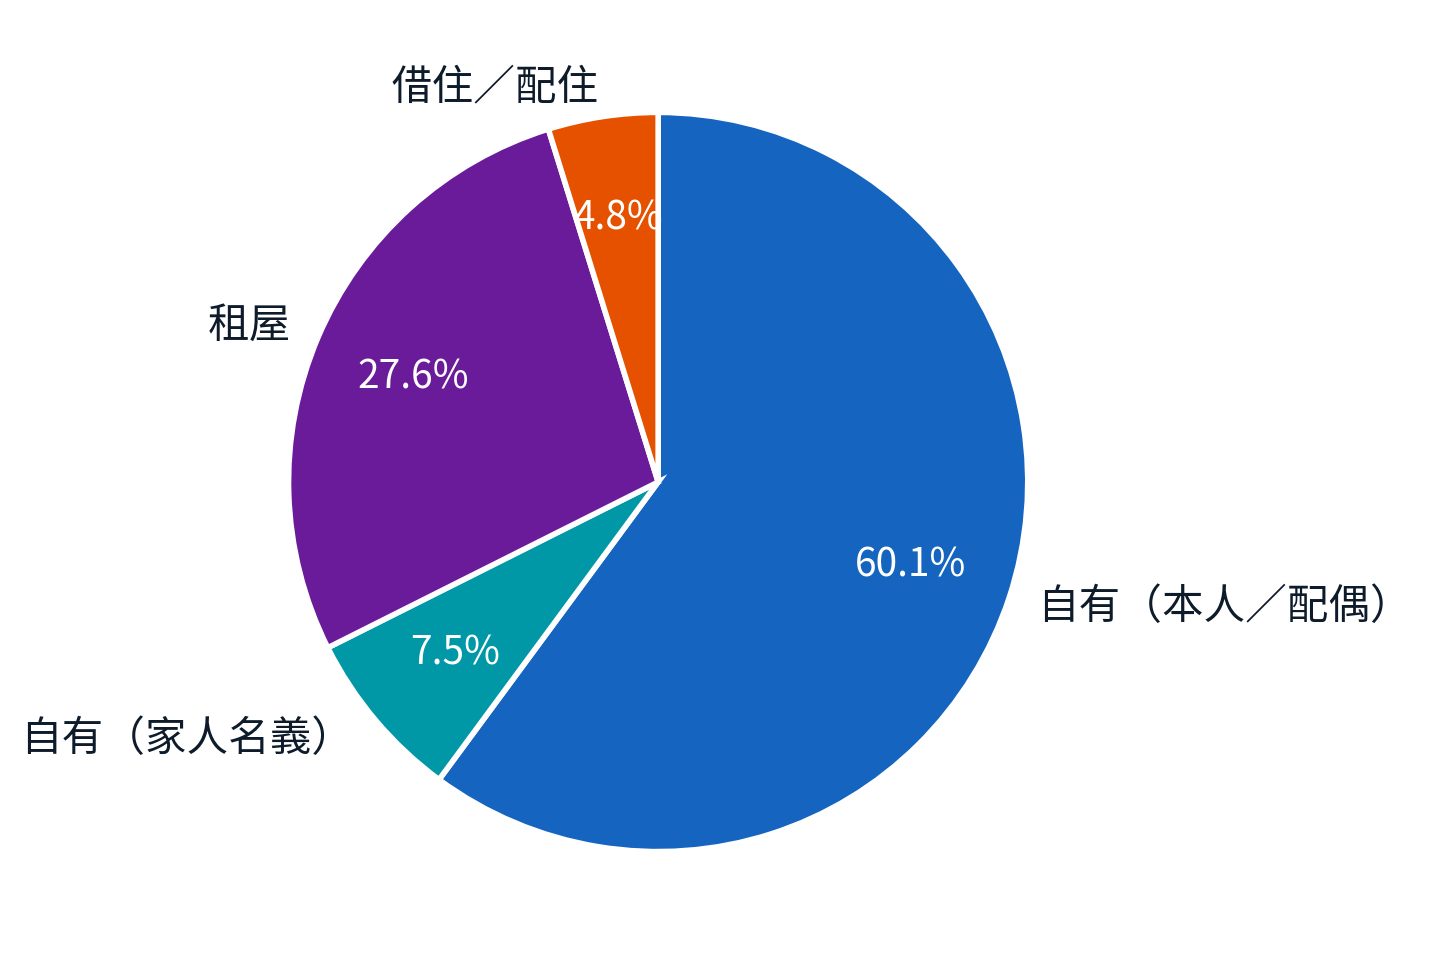 借住／配住
4.8%
租屋
27.6%
60.1%
自有（本人／配偶）
7.5%
自有（家人名義）